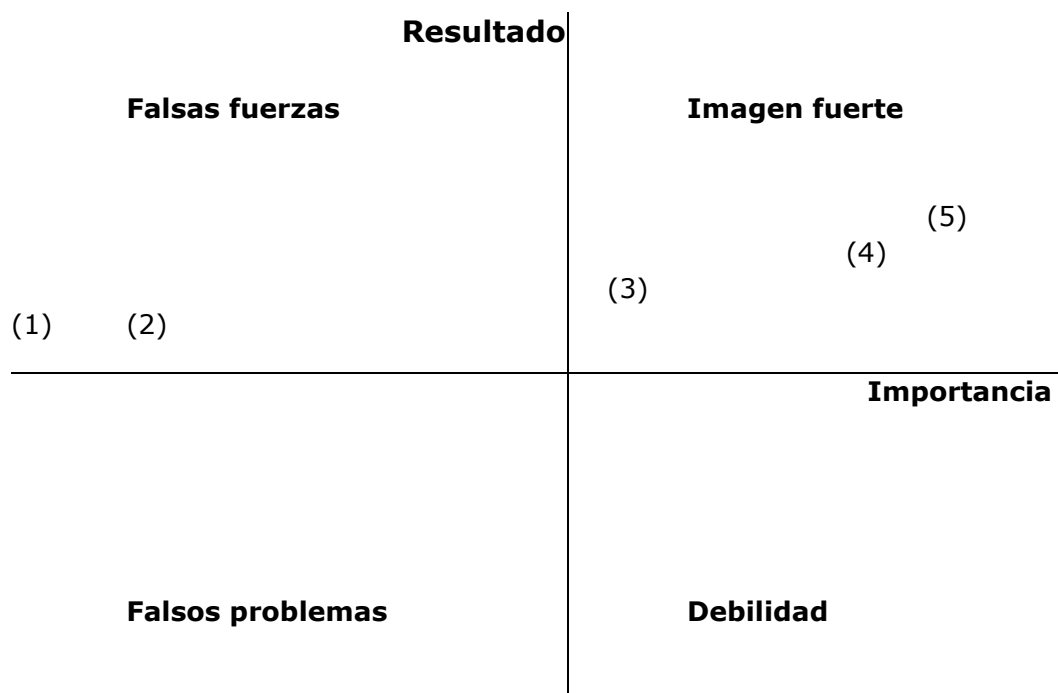 Resultado
Falsas fuerzas Imagen fuerte
(5)
(4)
(3)
(1) (2)
Importancia
Falsos problemas Debilidad